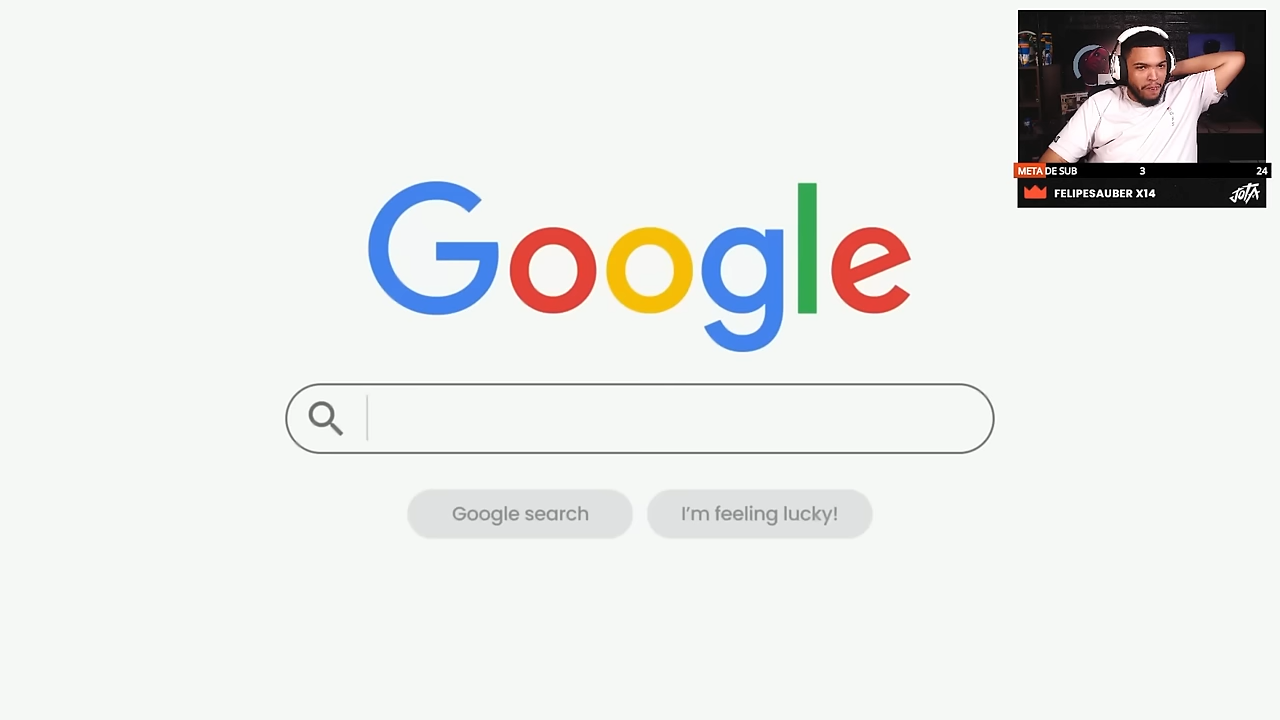 Google
Google search
I'm feeling lucky!
META DE SUB 3 24
FELIPESAUBER X14
JOTA